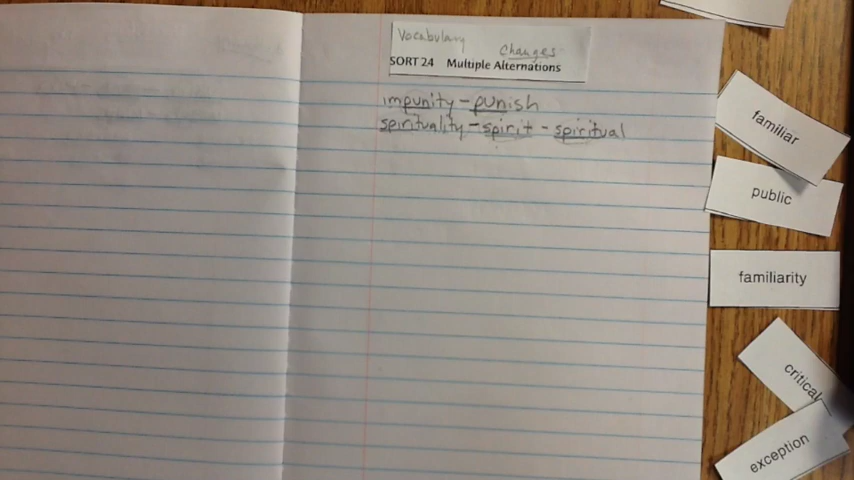 Vocabulary Changes
SORT 24 Multiple Alternations
impunity - punish
spirituality - spirit - spiritual
familiar
public
familiarity
critical
exception